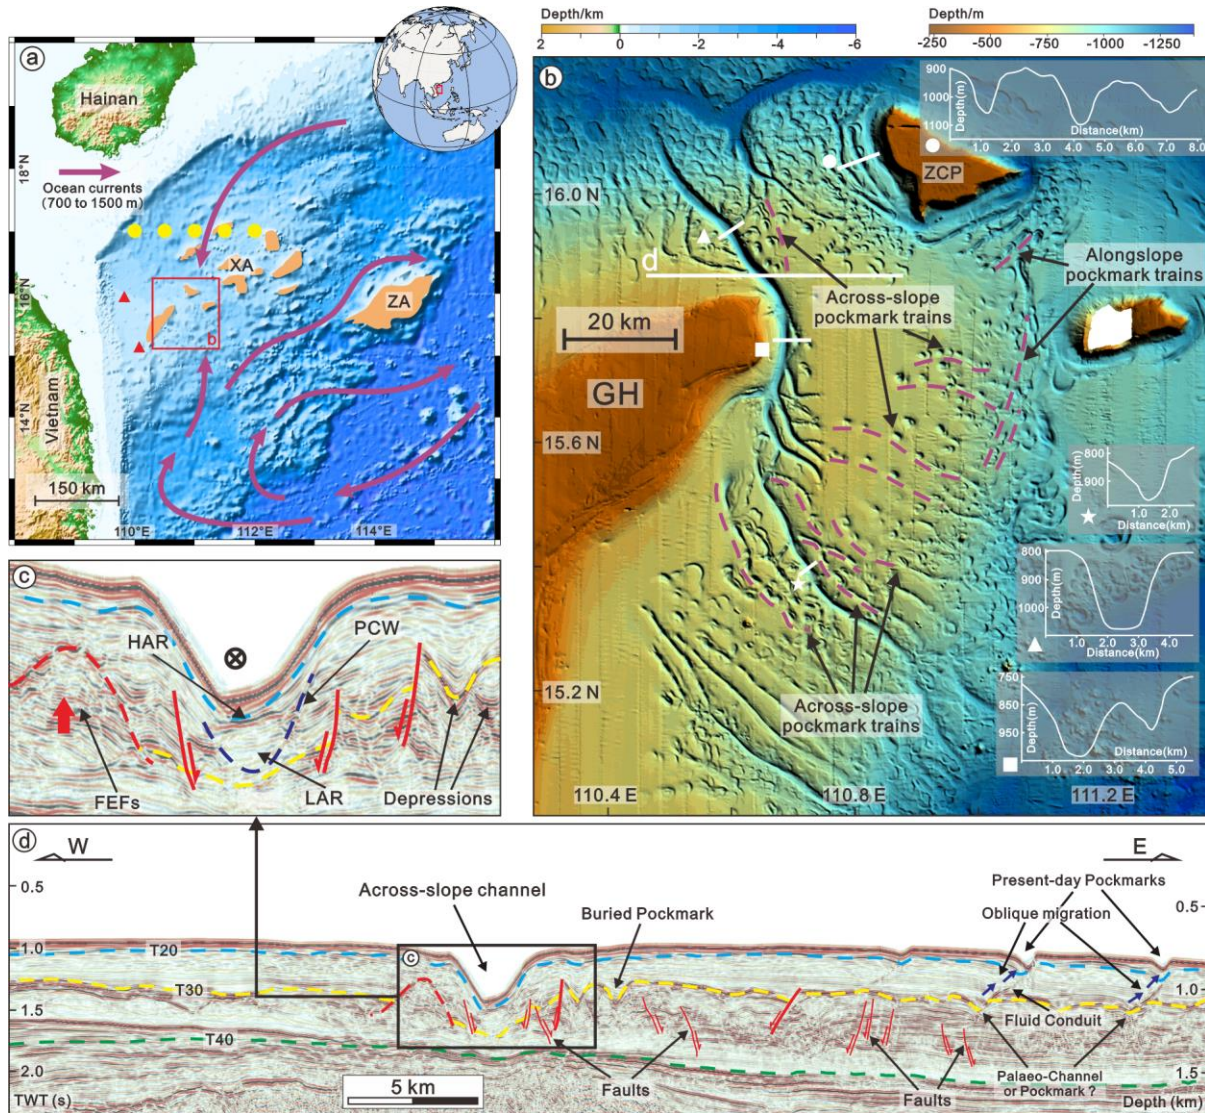 Depth/km
2 0 -2 -4 -6
Depth/m
-250 -500 -750 -1000 -1250
a
Hainan
18°N
Ocean currents
(700 to 1500 m)
XA
ZA
16°N
b
Vietnam
14°N
150 km
110°E 112°E 114°E
b
900
1000
1100
Depth(m)
Distance(km)
1.0 2.0 3.0 4.0 5.0 6.0 7.0 8.0
ZCP
16.0 N
d
Alongslope
pockmark trains
Across-slope
pockmark trains
20 km
GH
15.6 N
800
900
Depth(m)
1.0 2.0
Distance(km)
800
1000
Depth(m)
1.0 2.0 3.0 4.0
Distance(km)
15.2 N
Across-slope
pockmark trains
750
850
950
Depth(m)
Distance(km)
1.0 2.0 3.0 4.0 5.0
110.4 E 110.8 E 111.2 E
c
HAR
PCW
FEFs
LAR
Depressions
d
W
E
0.5
0.5
Across-slope channel
Buried Pockmark
Present-day Pockmarks
Oblique migration
1.0
T20
c
T30
1.0
1.5
Fluid Conduit
T40
2.0
Faults
Faults
Palaeo-Channel
or Pockmark ?
1.5
TWT (s)
5 km
Depth (km)